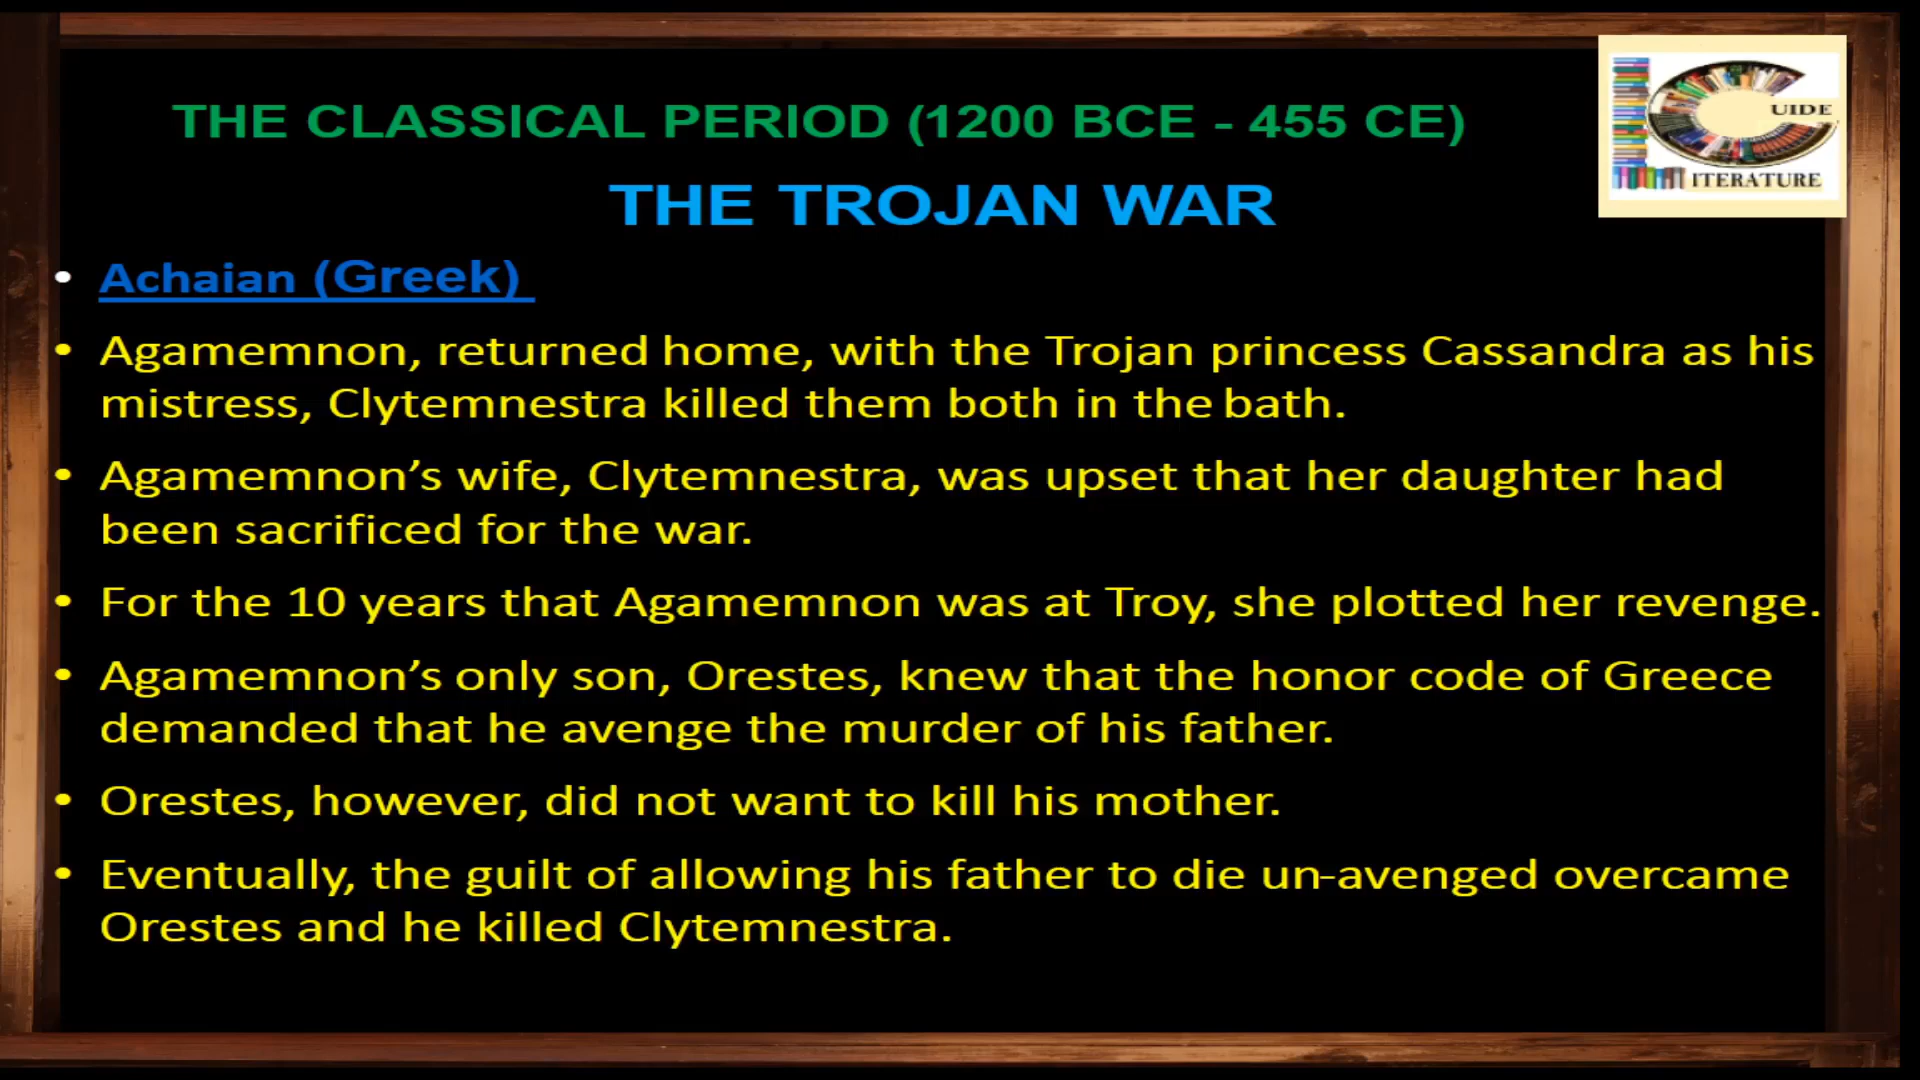 THE CLASSICAL PERIOD (1200 BCE - 455 CE)
UIDE
ITERATURE
THE TROJAN WAR
• Achaian (Greek)
• Agamemnon, returned home, with the Trojan princess Cassandra as his
mistress, Clytemnestra killed them both in the bath.
• Agamemnon’s wife, Clytemnestra, was upset that her daughter had
been sacrificed for the war.
• For the 10 years that Agamemnon was at Troy, she plotted her revenge.
• Agamemnon’s only son, Orestes, knew that the honor code of Greece
demanded that he avenge the murder of his father.
• Orestes, however, did not want to kill his mother.
• Eventually, the guilt of allowing his father to die un-avenged overcame
Orestes and he killed Clytemnestra.